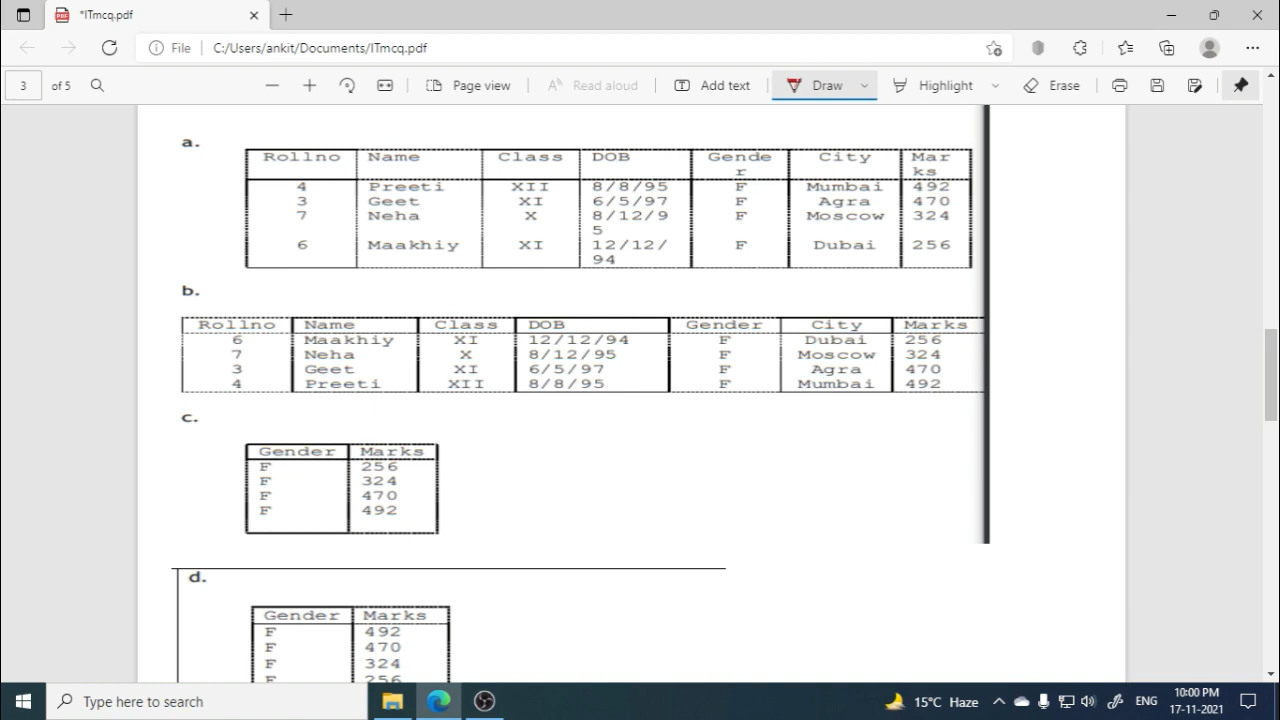 *ITmcq.pdf
File C:/Users/ankit/Documents/ITmcq.pdf
3 of 5 Page view Read aloud Add text Draw Highlight Erase
a.
Rollno Name Class DOB Gende City Mar
r ks
4 Preeti XII 8/8/95 F Mumbai 492
3 Geet XI 6/5/97 F Agra 470
7 Neha X 8/12/9 F Moscow 324
5
6 Maakhiy XI 12/12/ F Dubai 256
94
b.
Rollno Name Class DOB Gender City Marks
6 Maakhiy XI 12/12/94 F Dubai 256
7 Neha X 8/12/95 F Moscow 324
3 Geet XI 6/5/97 F Agra 470
4 Preeti XII 8/8/95 F Mumbai 492
c.
Gender Marks
F 256
F 324
F 470
F 492
d.
Gender Marks
F 492
F 470
F 324
F 256
Type here to search 15°C Haze ENG 10:00 PM
17-11-2021